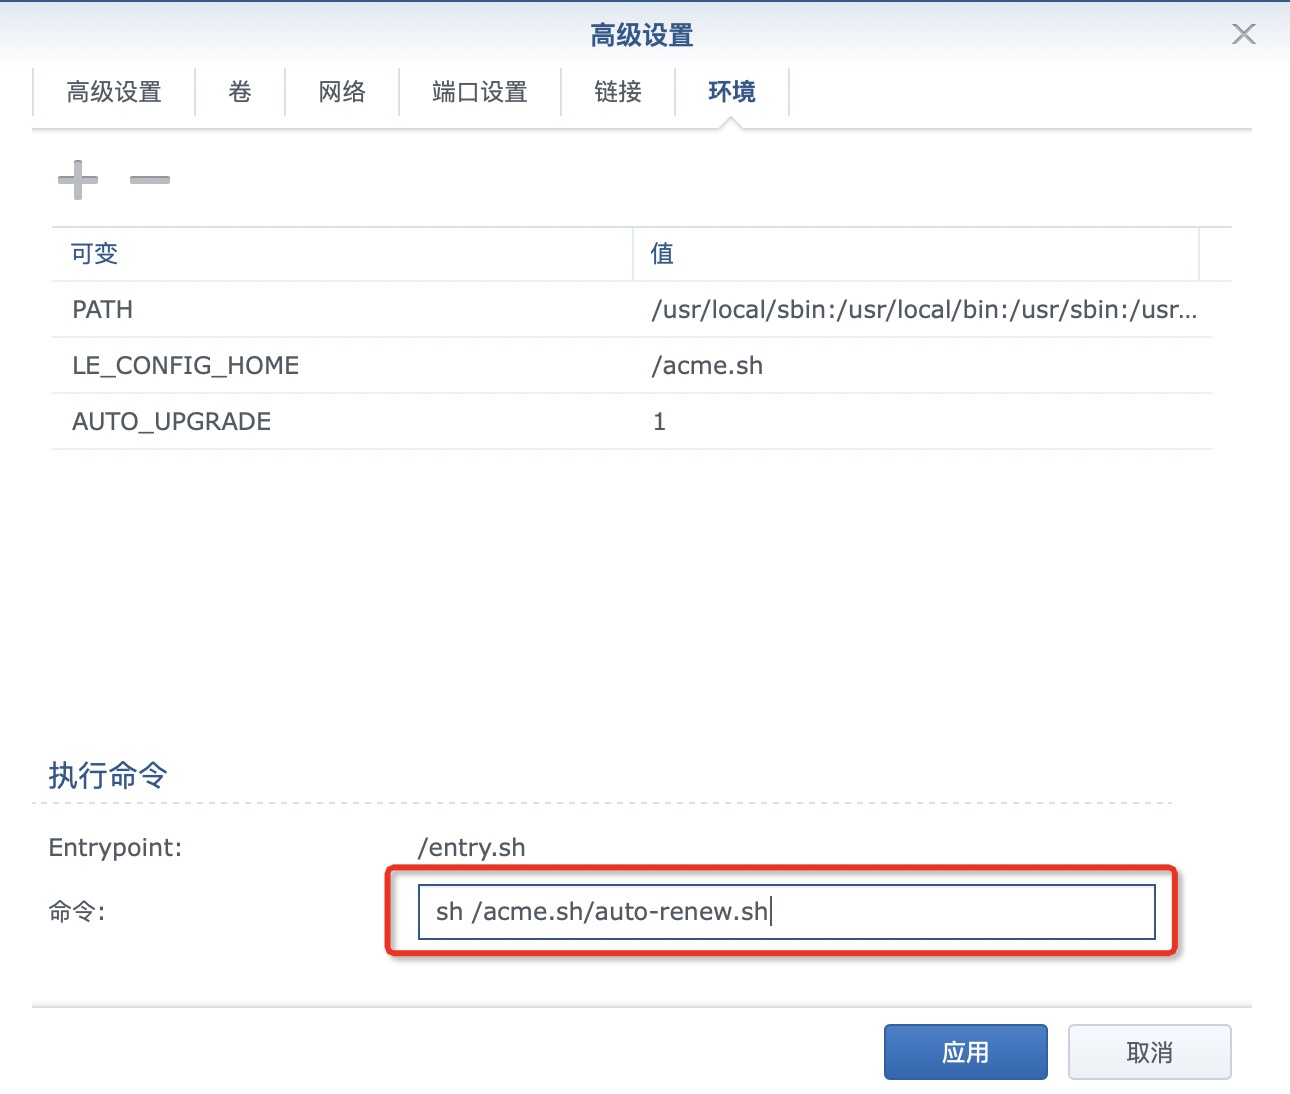 高级设置
高级设置 卷 网络 端口设置 链接 环境
可变 值
PATH /usr/local/sbin:/usr/local/bin:/usr/sbin:/usr...
LE_CONFIG_HOME /acme.sh
AUTO_UPGRADE 1
执行命令
Entrypoint: /entry.sh
命令: sh /acme.sh/auto-renew.sh
应用 取消